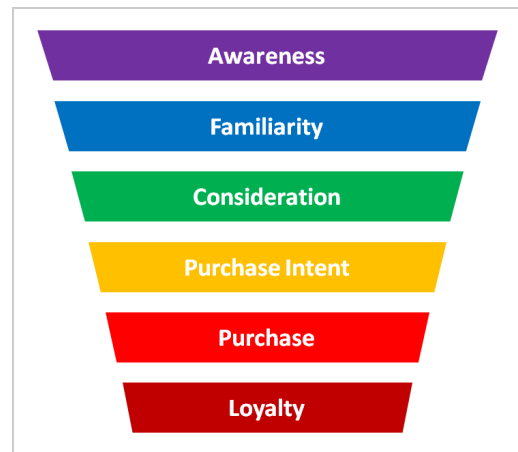 Awareness
Familiarity
Consideration
Purchase Intent
Purchase
Loyalty